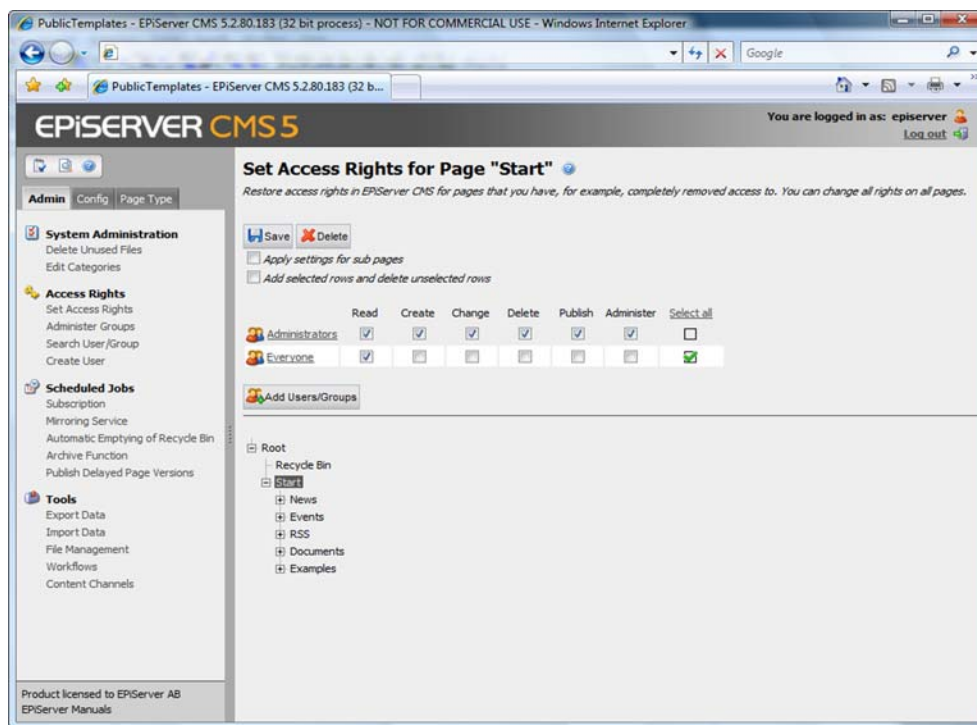 PublicTemplates - EPiServer CMS 5.2.80.183 (32 bit process) - NOT FOR COMMERCIAL USE - Windows Internet Explorer
Google
PublicTemplates - EPiServer CMS 5.2.80.183 (32 b...
EPiSERVER CMS 5
You are logged in as: episerver
Log out
Admin Config Page Type
System Administration
Delete Unused Files
Edit Categories
Access Rights
Set Access Rights
Administer Groups
Search User/Group
Create User
Scheduled Jobs
Subscription
Mirroring Service
Automatic Emptying of Recycle Bin
Archive Function
Publish Delayed Page Versions
Tools
Export Data
Import Data
File Management
Workflows
Content Channels
Product licensed to EPiServer AB
EPiServer Manuals
Set Access Rights for Page "Start"
Restore access rights in EPiServer CMS for pages that you have, for example, completely removed access to. You can change all rights on all pages.
Save Delete
Apply settings for sub pages
Add selected rows and delete unselected rows
Read Create Change Delete Publish Administer Select all
Administrators
Everyone
Add Users/Groups
Root
Recycle Bin
Start
News
Events
RSS
Documents
Examples